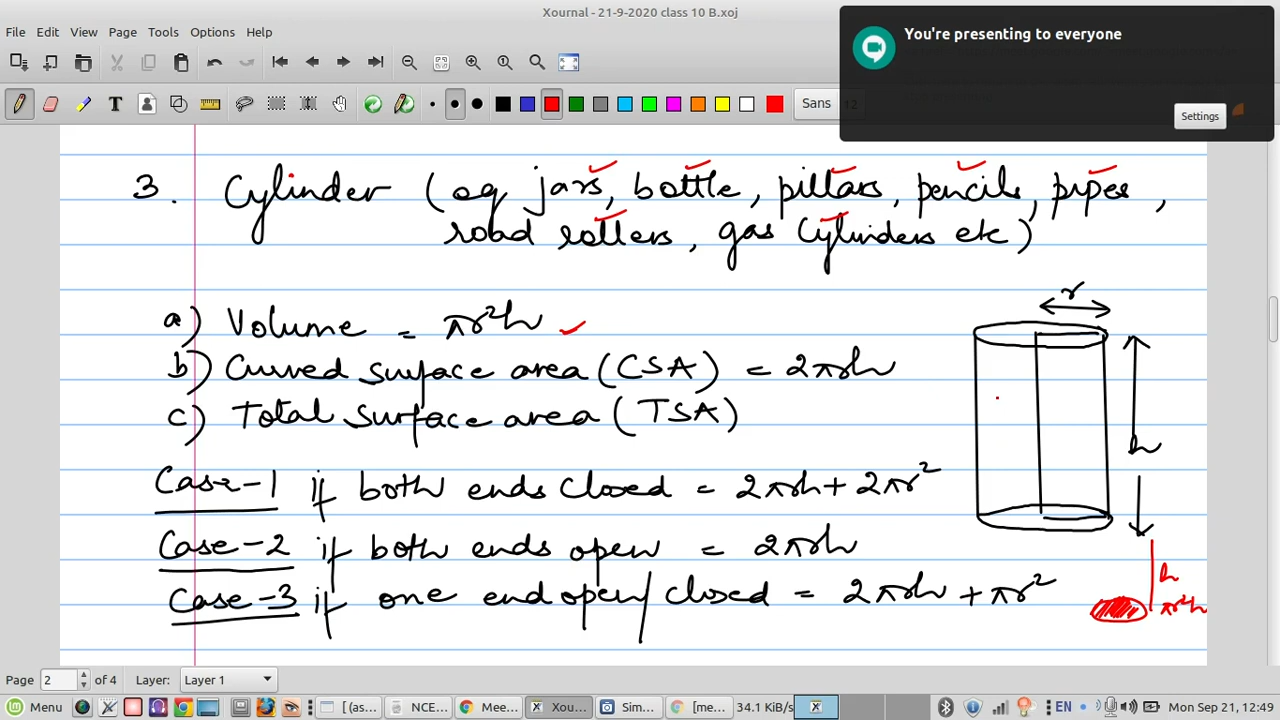 Xournal - 21-9-2020 class 10 B.xoj
File Edit View Page Tools Options Help
You're presenting to everyone
Settings
Sans 12
3. Cylinder (eg jars, bottle, pillars, pencils, pipes,
road rollers, gas cylinders etc)
a) Volume = πr²h
b) Curved surface area (CSA) = 2πrh
c) Total surface area (TSA)
Case-1 if both ends closed = 2πrh + 2πr²
Case-2 if both ends open = 2πrh
Case-3 if one end open/closed = 2πrh + πr²
r
h
h
πr²h
Page 2 of 4 Layer: Layer 1
Menu [ (as... NCE... Mee... Xou... Sim... [me... 34.1 KiB/s EN Mon Sep 21, 12:49